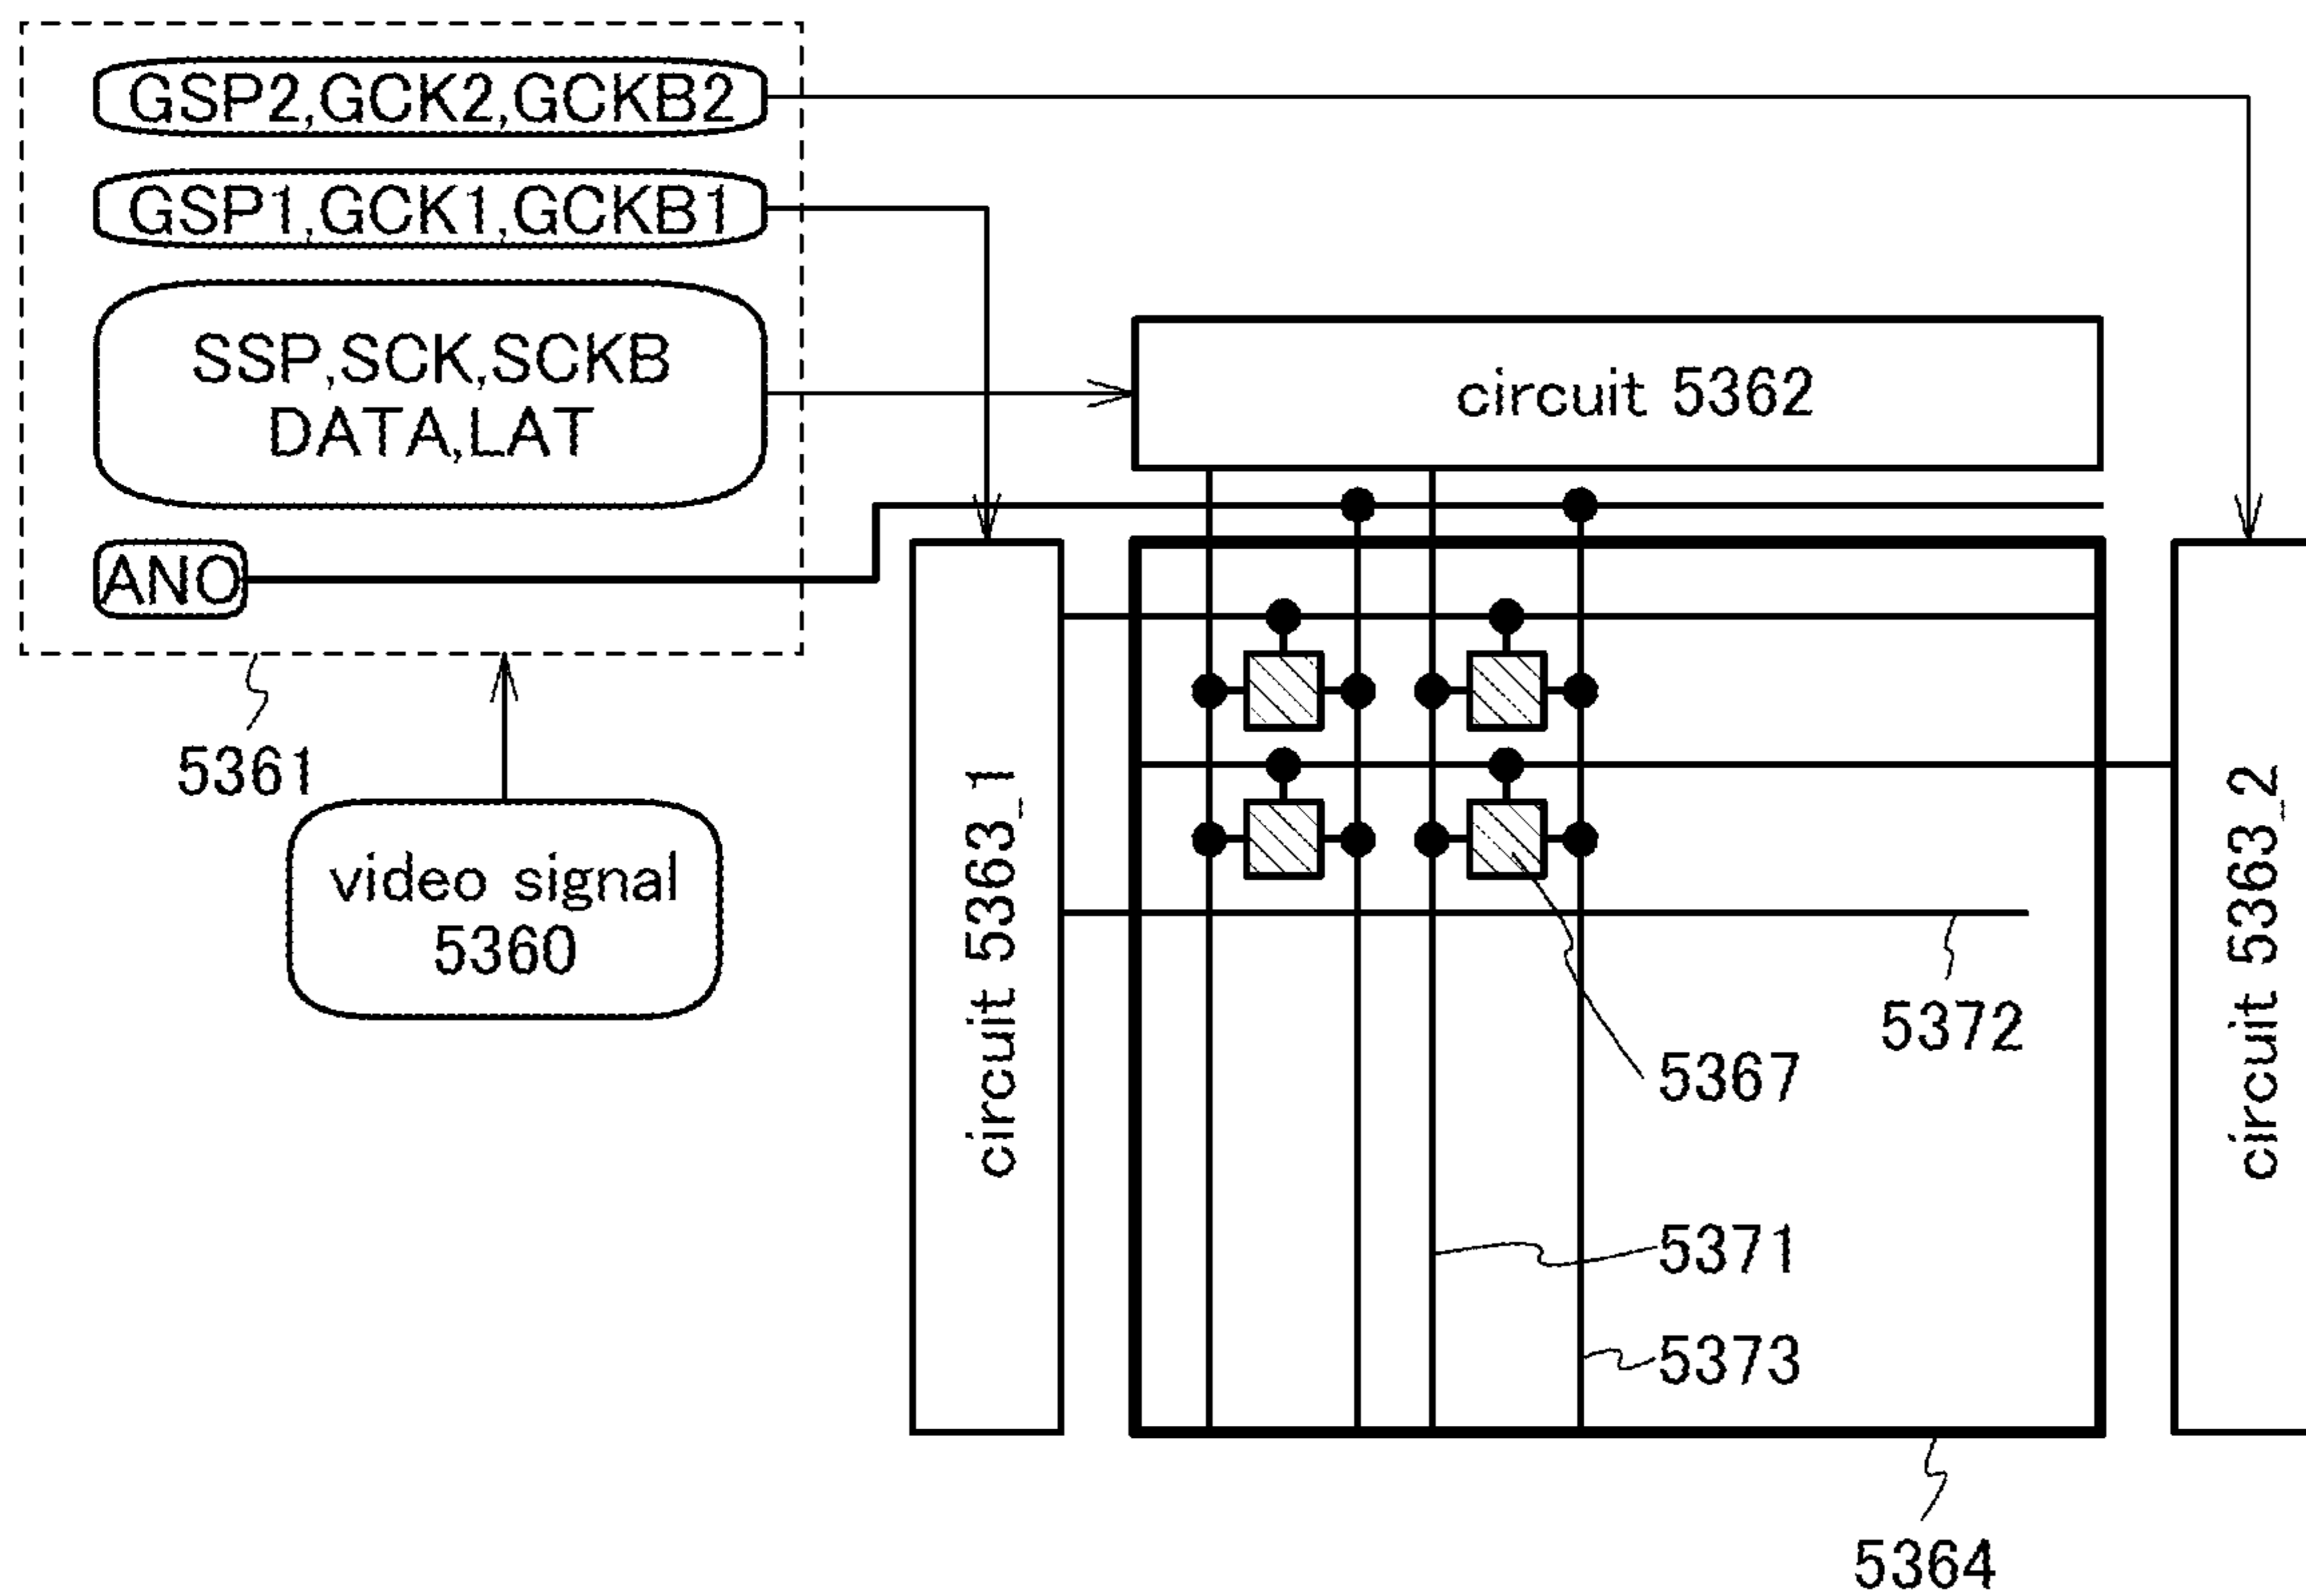 GSP2,GCK2,GCKB2
GSP1,GCK1,GCKB1
SSP,SCK,SCKB
DATA,LAT
ANO
5361
video signal
5360
circuit 5362
circuit 5363_1
circuit 5363_2
5372
5367
5371
5373
5364